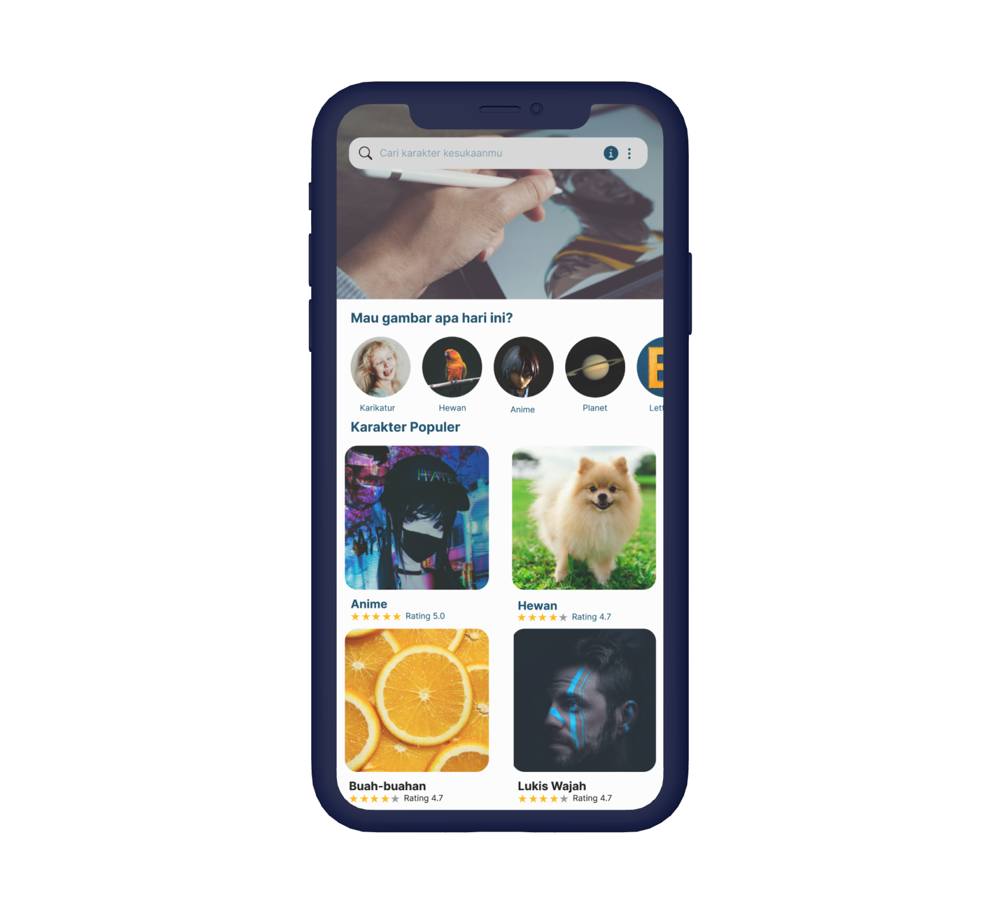 Cari karakter kesukaanmu
Mau gambar apa hari ini?
Karikatur Hewan Anime Planet Lett
Karakter Populer
HATE
Anime
Rating 5.0
Hewan
Rating 4.7
Buah-buahan
Rating 4.7
Lukis Wajah
Rating 4.7